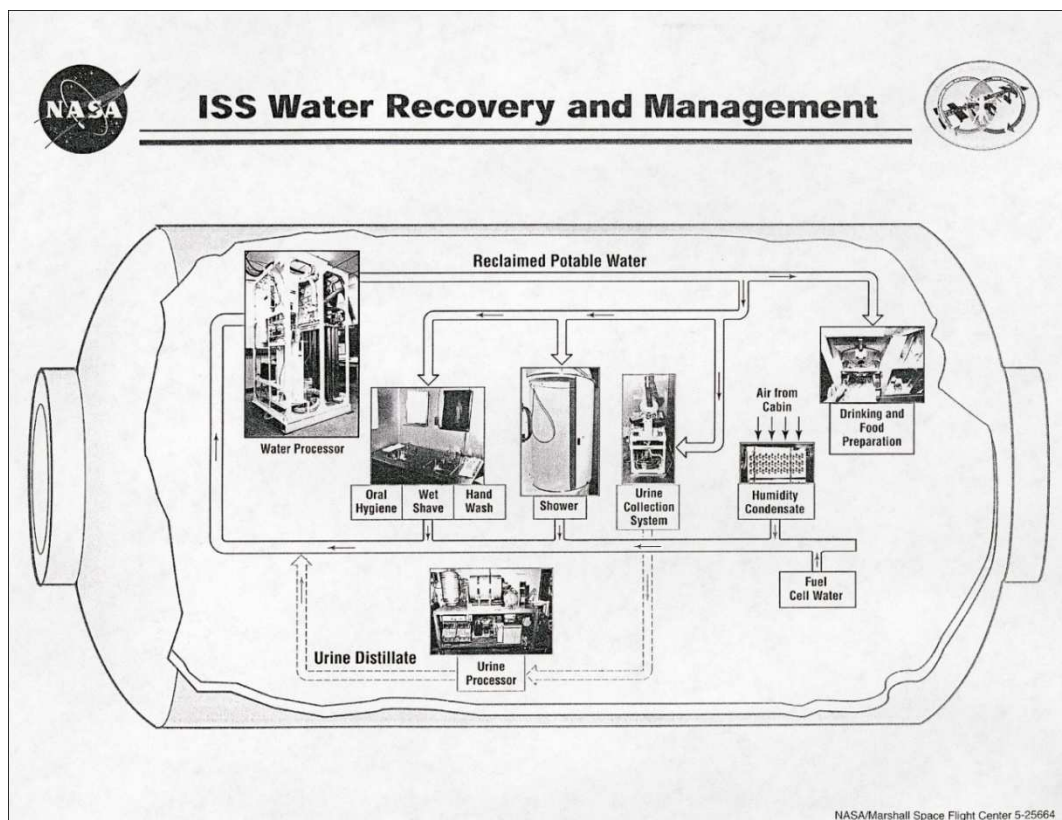 NASA
ISS Water Recovery and Management
Reclaimed Potable Water
Water Processor
Oral
Hygiene
Wet
Shave
Hand
Wash
Shower
Urine
Collection
System
Air from
Cabin
Humidity
Condensate
Drinking and
Food
Preparation
Fuel
Cell Water
Urine Distillate
Urine
Processor
NASA/Marshall Space Flight Center 5-25664